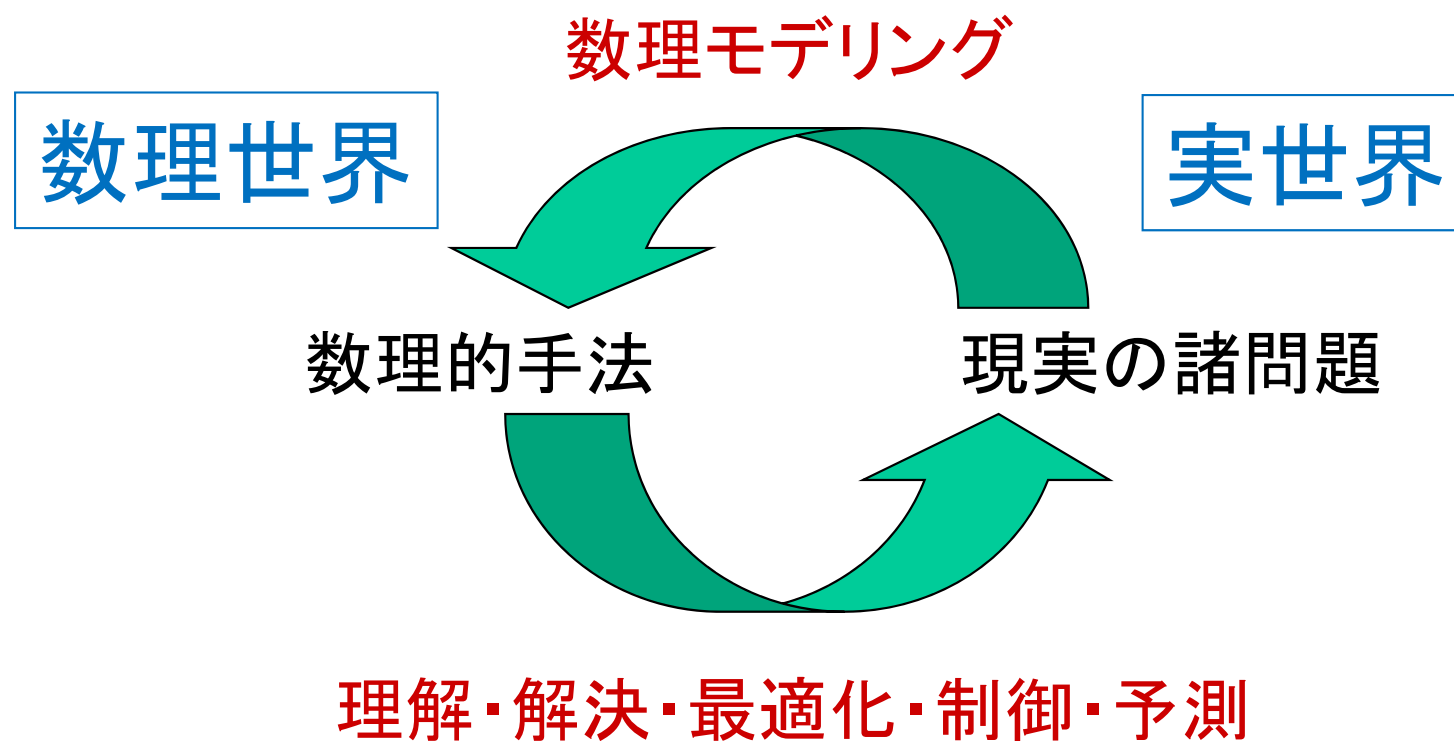 数理モデリング
数理世界
実世界
数理的手法
現実の諸問題
理解・解決・最適化・制御・予測